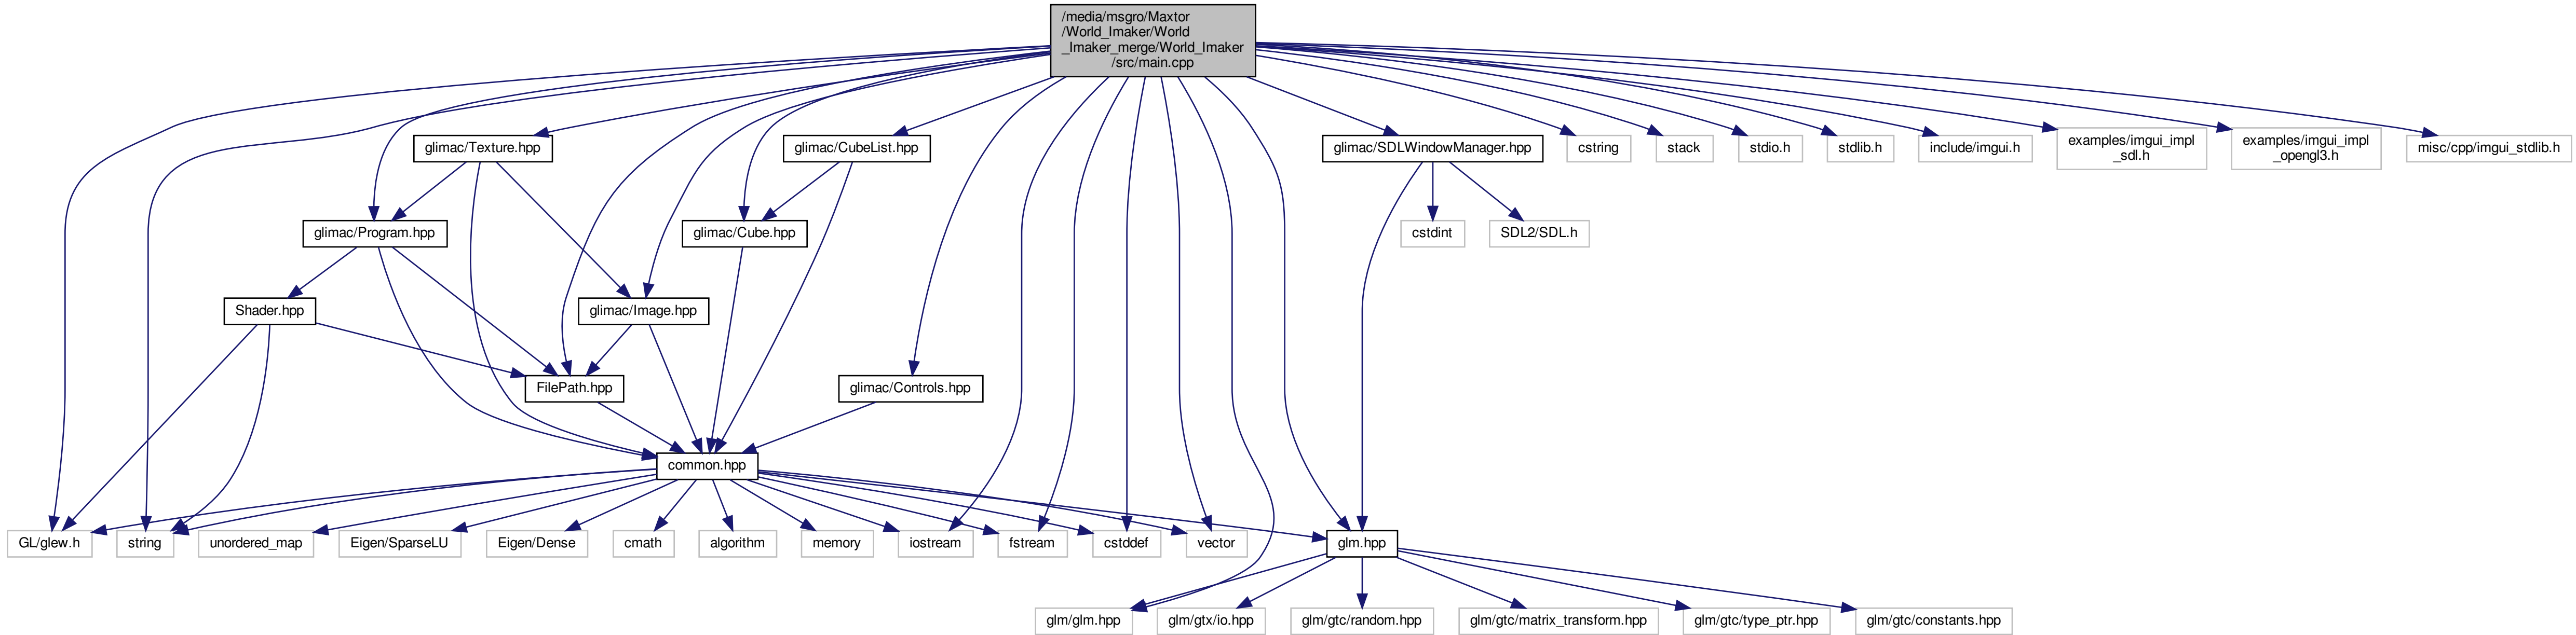 /media/msgro/Maxtor
/World_Imaker/World
_Imaker_merge/World_Imaker
/src/main.cpp
glimac/Texture.hpp
glimac/CubeList.hpp
glimac/SDLWindowManager.hpp
cstring
stack
stdio.h
stdlib.h
include/imgui.h
examples/imgui_impl
_sdl.h
examples/imgui_impl
_opengl3.h
misc/cpp/imgui_stdlib.h
glimac/Program.hpp
glimac/Cube.hpp
cstdint
SDL2/SDL.h
Shader.hpp
glimac/Image.hpp
FilePath.hpp
glimac/Controls.hpp
common.hpp
GL/glew.h
string
unordered_map
Eigen/SparseLU
Eigen/Dense
cmath
algorithm
memory
iostream
fstream
cstddef
vector
glm.hpp
glm/glm.hpp
glm/gtx/io.hpp
glm/gtc/random.hpp
glm/gtc/matrix_transform.hpp
glm/gtc/type_ptr.hpp
glm/gtc/constants.hpp